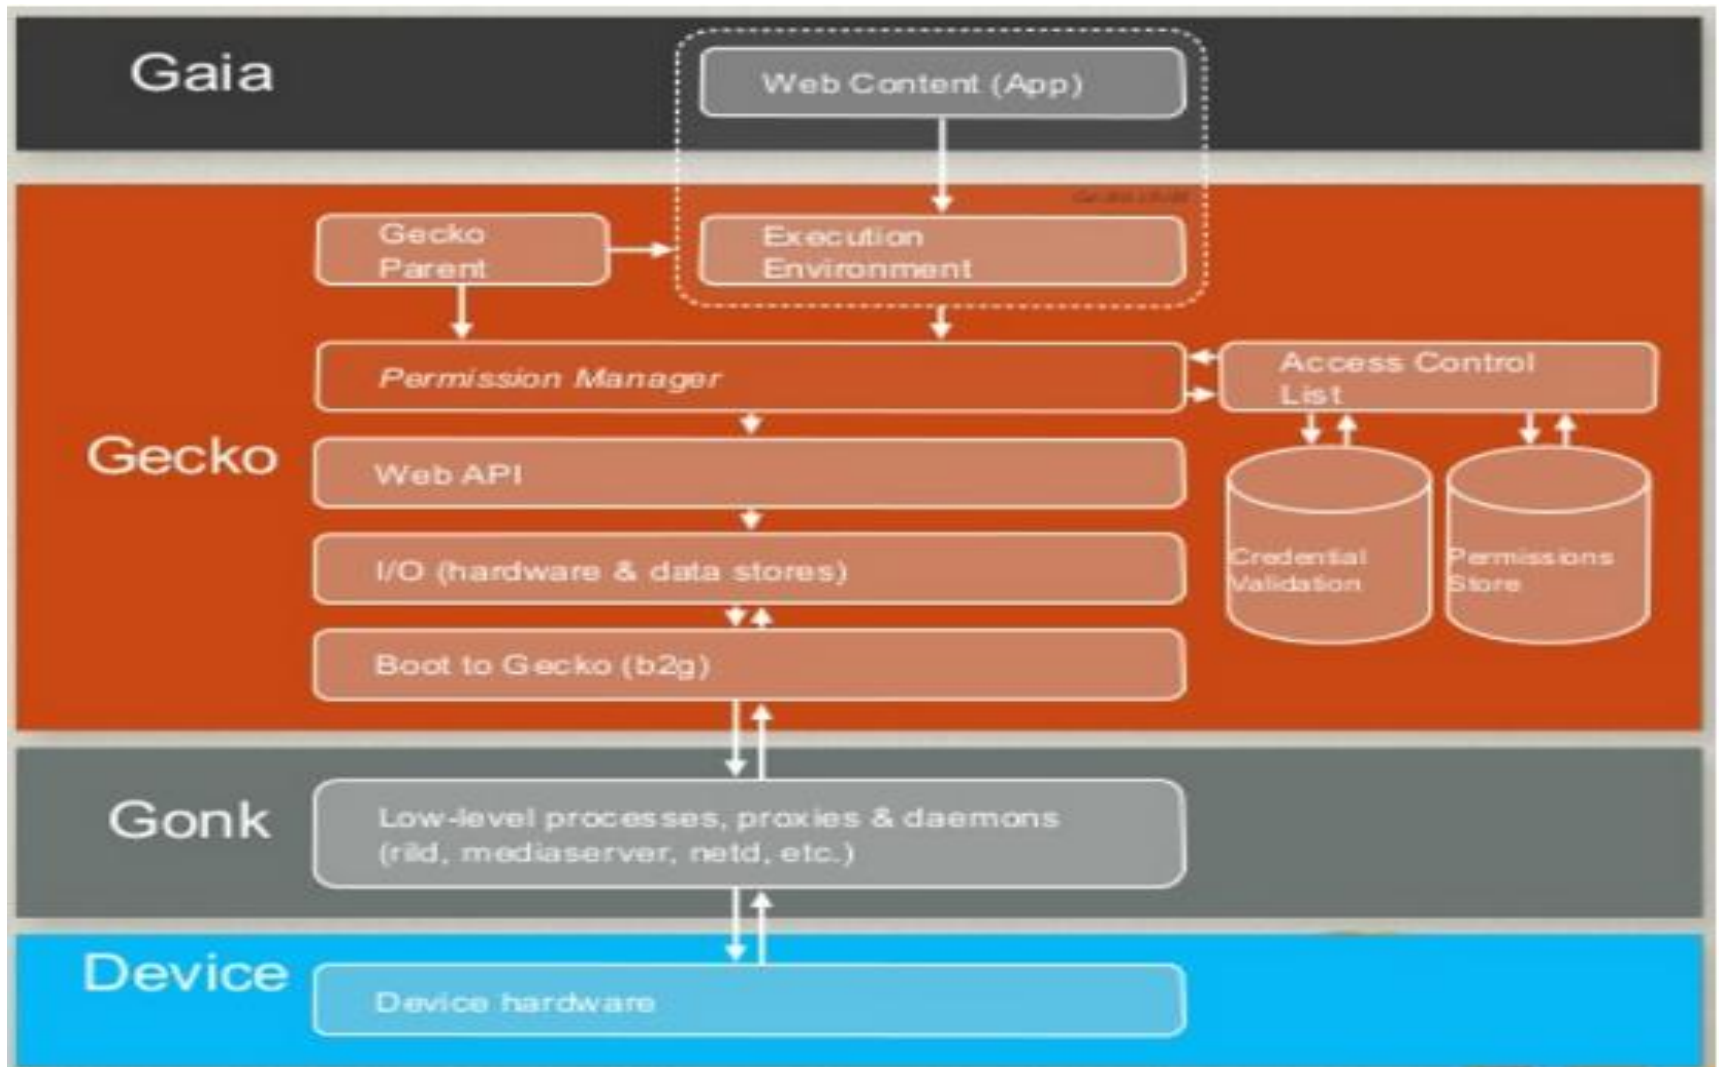 Gaia
Web Content (App)
Gecko
Parent
Execution
Environment
Permission Manager
Access Control
List
Gecko
Web API
I/O (hardware & data stores)
Credential
Validation
Permissions
Store
Boot to Gecko (b2g)
Gonk
Low-level processes, proxies & daemons
(rild, mediaserver, netd, etc.)
Device
Device hardware